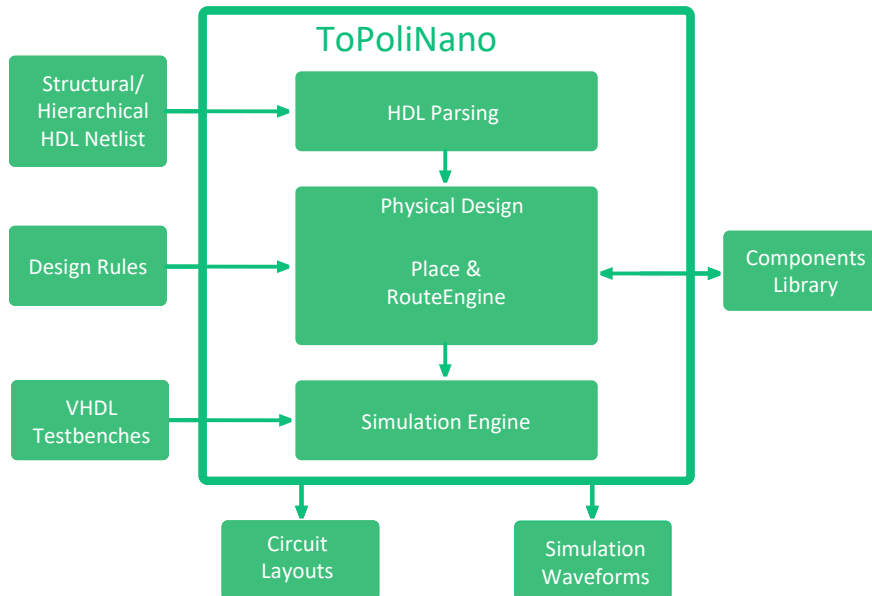 ToPoliNano
Structural/
Hierarchical
HDL Netlist
HDL Parsing
Physical Design
Design Rules
Place &
RouteEngine
Components
Library
VHDL
Testbenches
Simulation Engine
Circuit
Layouts
Simulation
Waveforms